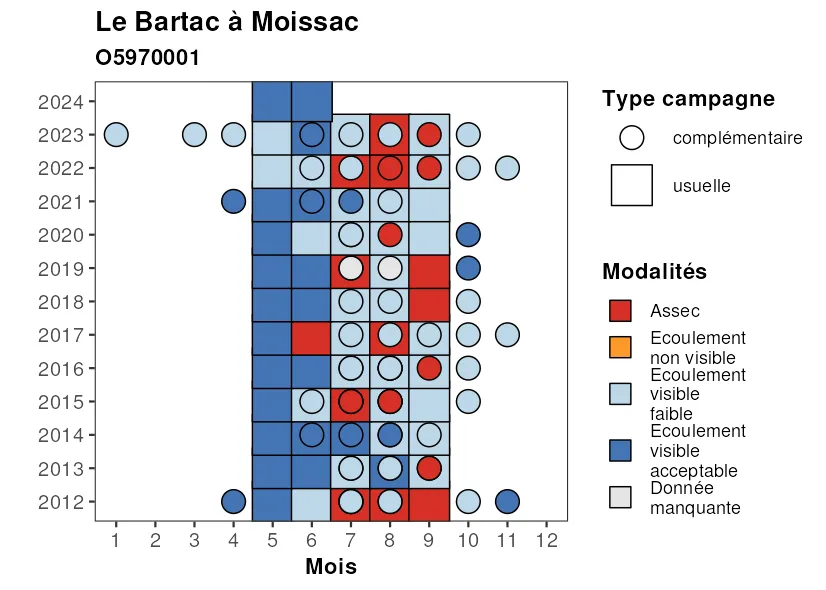 Le Bartac à Moissac
O5970001
2024
2023
2022
2021
2020
2019
2018
2017
2016
2015
2014
2013
2012
1 2 3 4 5 6 7 8 9 10 11 12
Mois
Type campagne
complémentaire
usuelle
Modalités
Assec
Ecoulement
non visible
Ecoulement
visible
faible
Ecoulement
visible
acceptable
Donnée
manquante